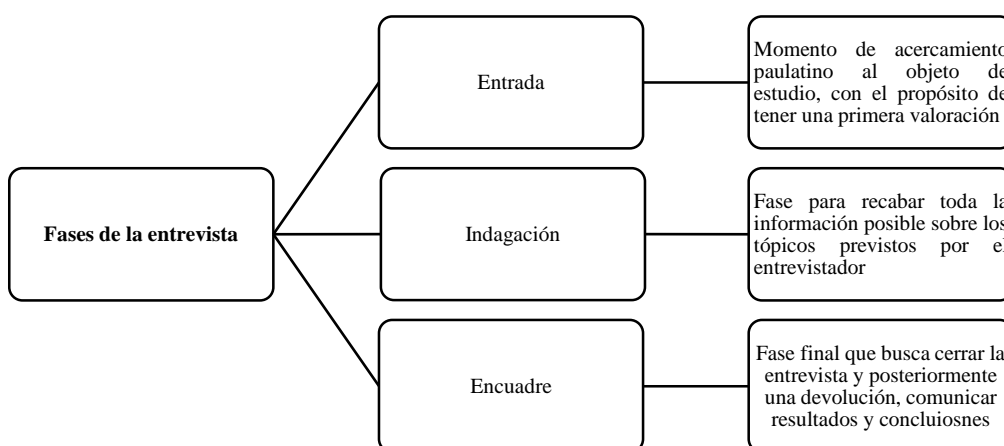 Fases de la entrevista
Entrada
Momento de acercamiento
paulatino al objeto de
estudio, con el propósito de
tener una primera valoración
Indagación
Fase para recabar toda la
información posible sobre los
tópicos previstos por el
entrevistador
Encuadre
Fase final que busca cerrar la
entrevista y posteriormente
una devolución, comunicar
resultados y concluiosnes